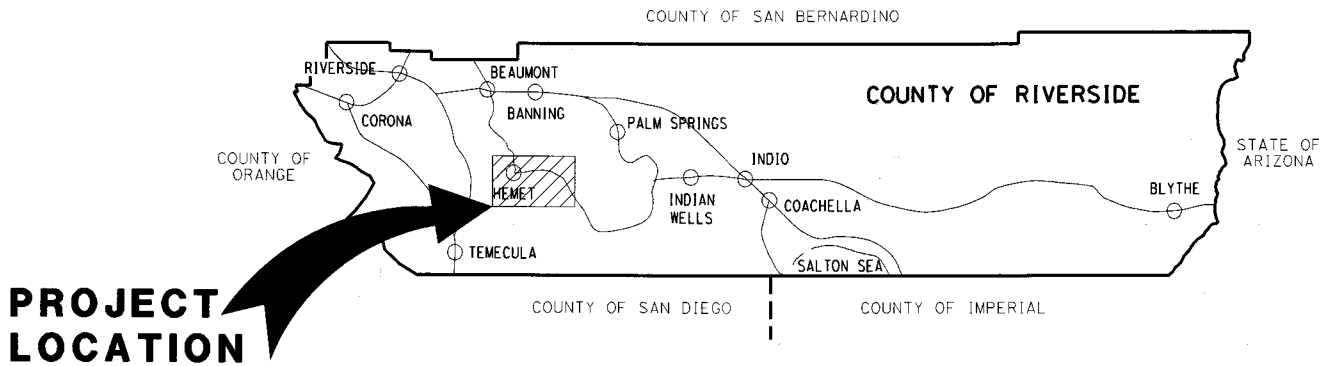 COUNTY OF SAN BERNARDINO
RIVERSIDE
BEAUMONT
COUNTY OF RIVERSIDE
CORONA
BANNING
PALM SPRINGS
COUNTY OF
ORANGE
STATE OF
ARIZONA
INDIO
HEMET
BLYTHE
INDIAN
WELLS
COACHELLA
TEMECULA
SALTON SEA
PROJECT
LOCATION
COUNTY OF SAN DIEGO
COUNTY OF IMPERIAL